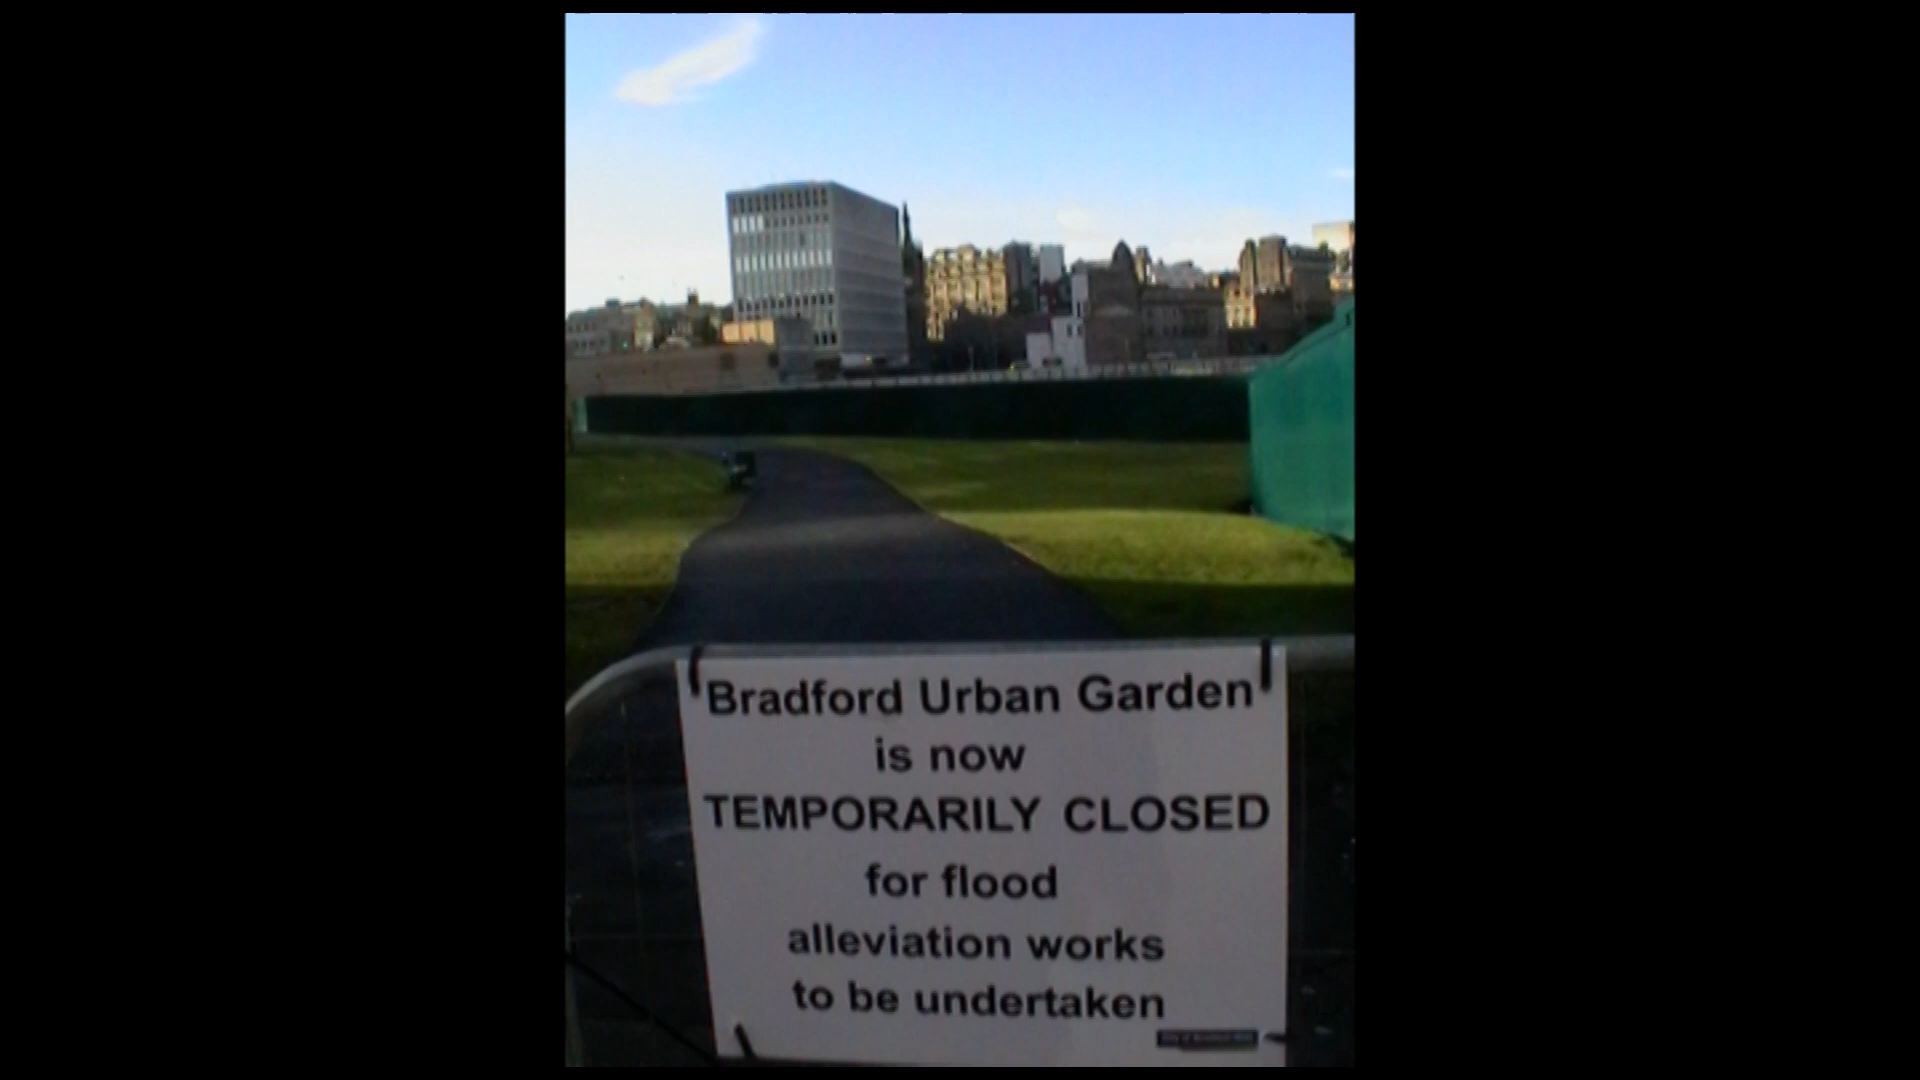 Bradford Urban Garden
is now
TEMPORARILY CLOSED
for flood
alleviation works
to be undertaken